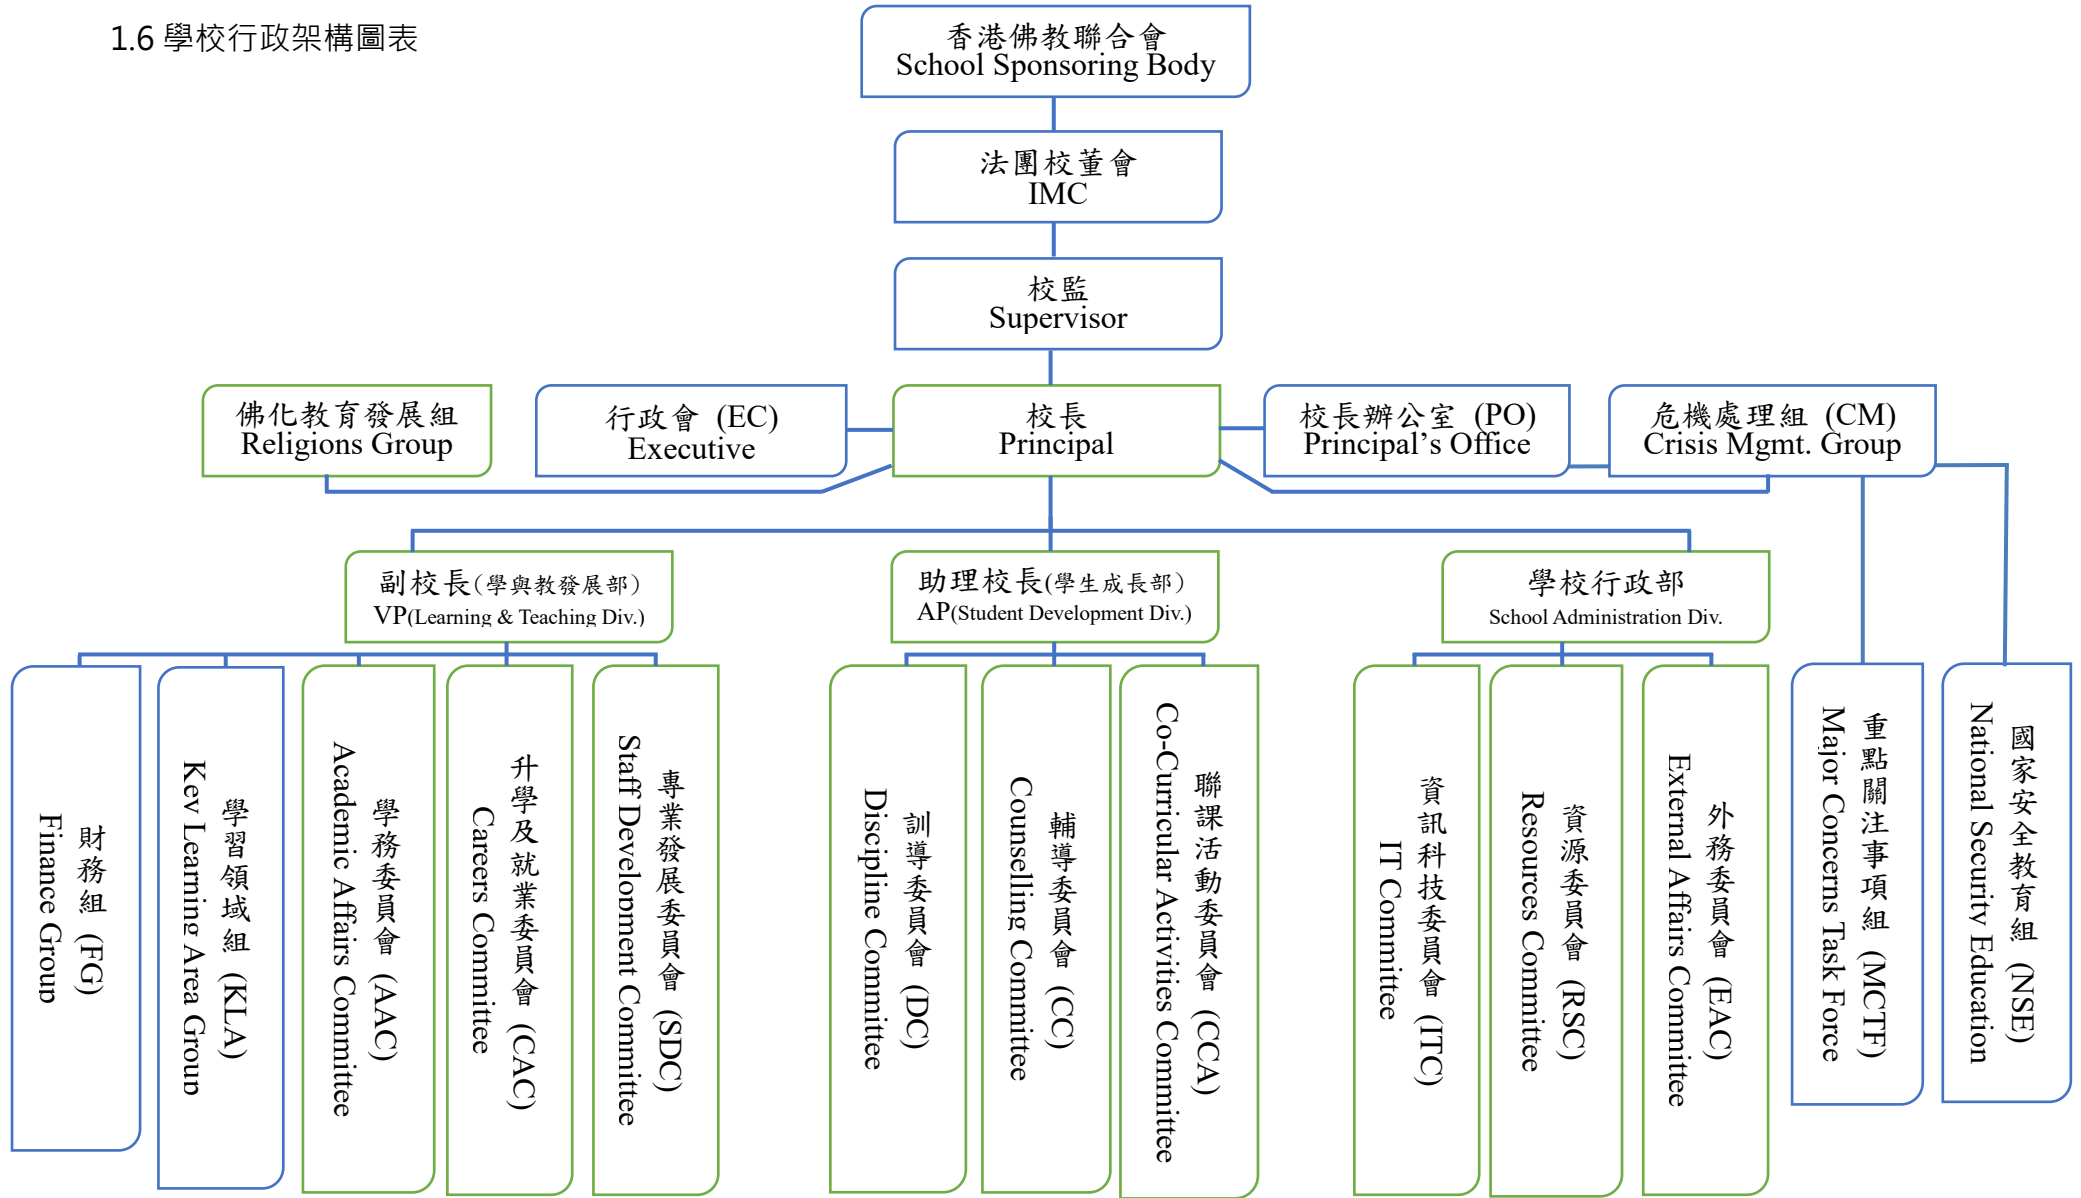 1.6 學校行政架構圖表
香港佛教聯合會
School Sponsoring Body
法團校董會
IMC
校監
Supervisor
佛化教育發展組
Religions Group
行政會 (EC)
Executive
校長
Principal
校長辦公室 (PO)
Principal’s Office
危機處理組 (CM)
Crisis Mgmt. Group
副校長(學與教發展部)
VP(Learning & Teaching Div.)
助理校長(學生成長部)
AP(Student Development Div.)
學校行政部
School Administration Div.
財務組 (FG)
Finance Group
學習領域組 (KLA)
Key Learning Area Group
學務委員會 (AAC)
Academic Affairs Committee
升學及就業委員會 (CAC)
Careers Committee
專業發展委員會 (SDC)
Staff Development Committee
訓導委員會 (DC)
Discipline Committee
輔導委員會 (CC)
Counselling Committee
聯課活動委員會 (CCA)
Co-Curricular Activities Committee
資訊科技委員會 (ITC)
IT Committee
資源委員會 (RSC)
Resources Committee
外務委員會 (EAC)
External Affairs Committee
重點關注事項組 (MCTF)
Major Concerns Task Force
國家安全教育組 (NSE)
National Security Education